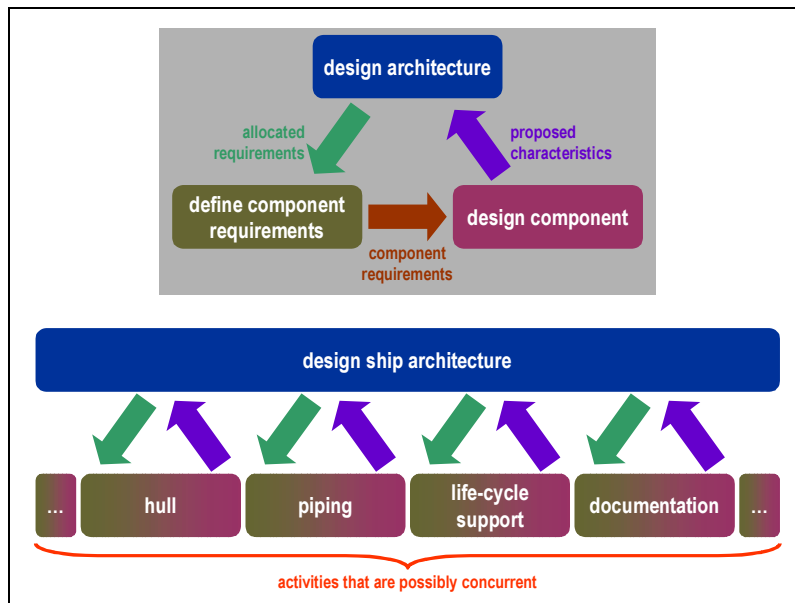 design architecture
allocated
requirements
proposed
characteristics
define component
requirements
design component
component
requirements
design ship architecture
...
hull
piping
life-cycle
support
documentation
...
activities that are possibly concurrent